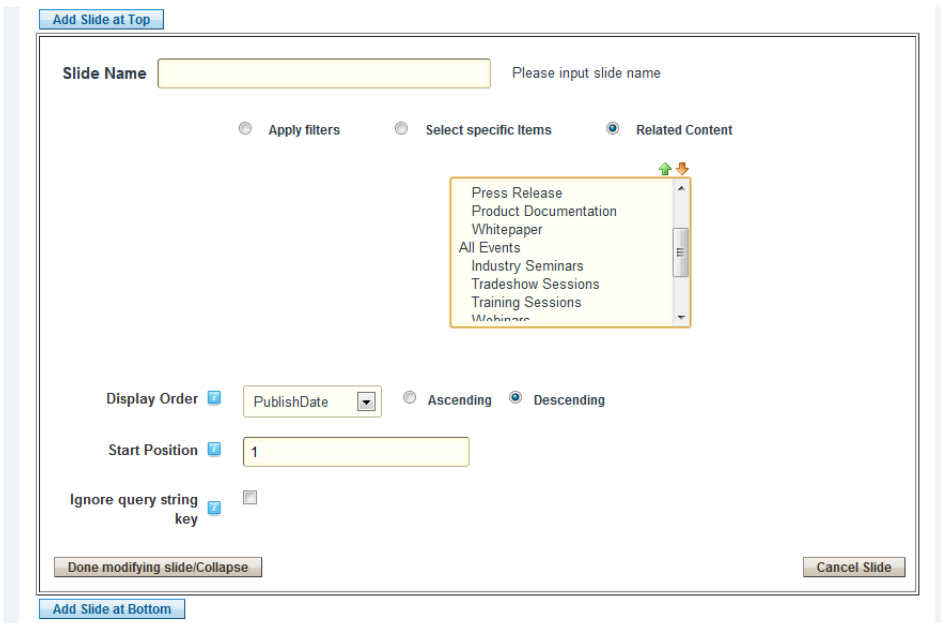 Add Slide at Top
Slide Name
Please input slide name
Apply filters
Select specific Items
Related Content
Press Release
Product Documentation
Whitepaper
All Events
Industry Seminars
Tradeshow Sessions
Training Sessions
Webinars
Display Order
PublishDate
Ascending
Descending
Start Position
1
Ignore query string
key
Done modifying slide/Collapse
Cancel Slide
Add Slide at Bottom